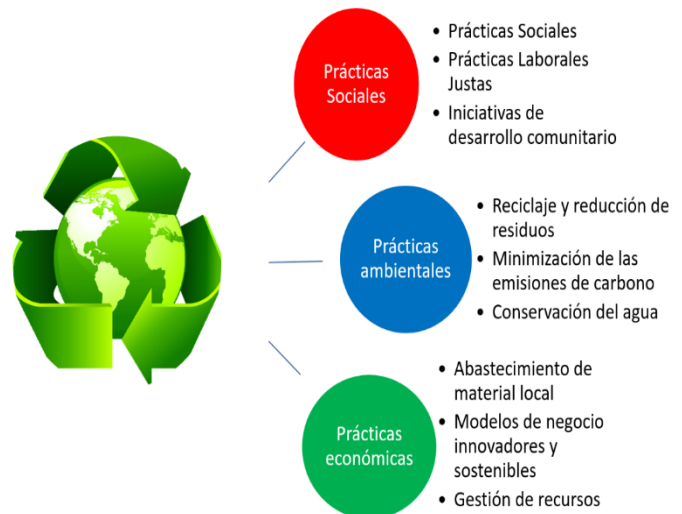 Prácticas
Sociales
• Prácticas Sociales
• Prácticas Laborales
Justas
• Iniciativas de
desarrollo comunitario
Prácticas
ambientales
• Reciclaje y reducción de
residuos
• Minimización de las
emisiones de carbono
• Conservación del agua
Prácticas
económicas
• Abastecimiento de
material local
• Modelos de negocio
innovadores y
sostenibles
• Gestión de recursos